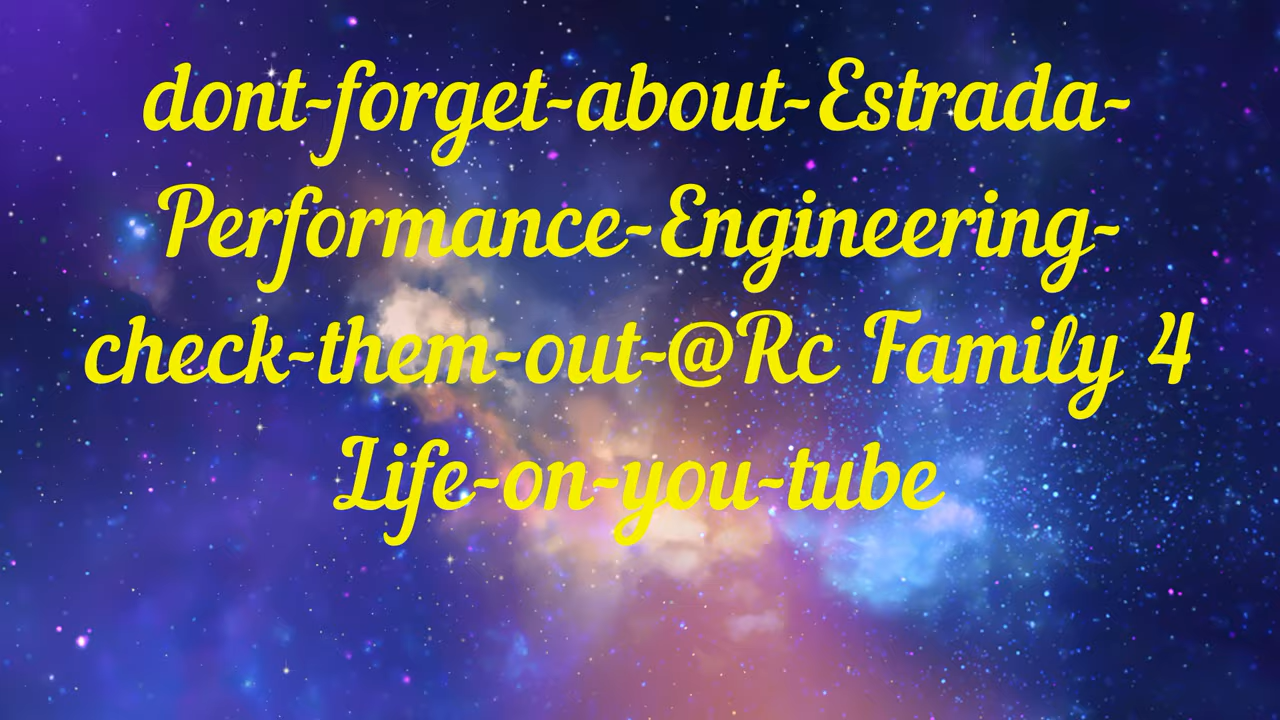 dont-forget-about-Estrada-
Performance-Engineering-
check-them-out-@Rc Family 4
Life-on-you-tube